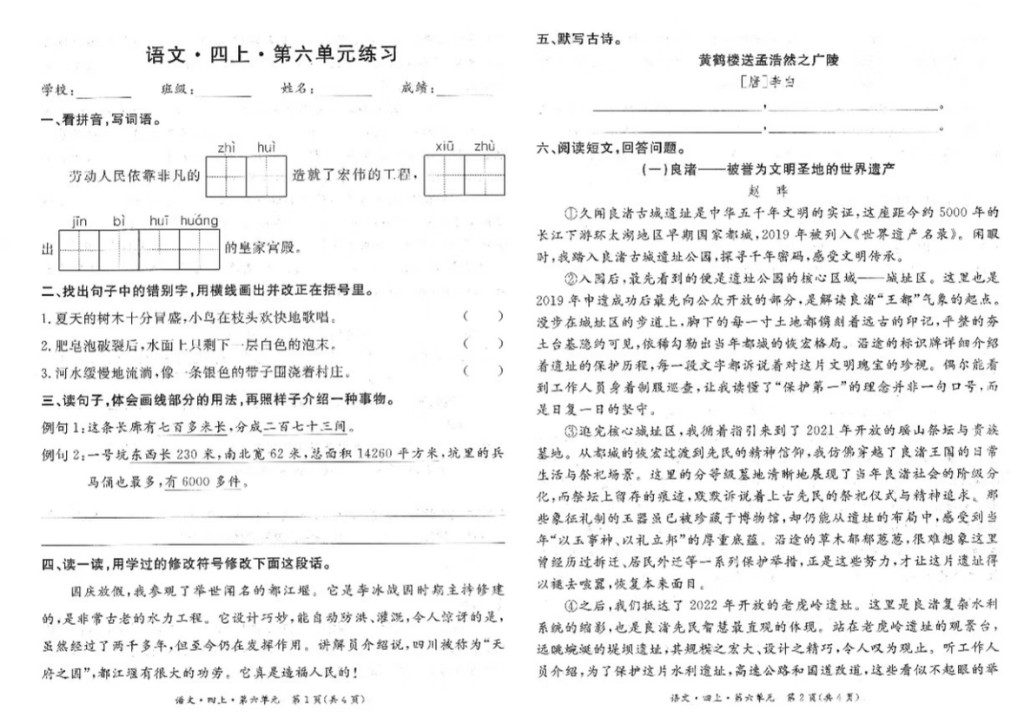 语文·四上·第六单元练习
学校:______ 班级:______ 姓名:______ 成绩:______
一、看拼音,写词语。
zhì huì xiū zhù
劳动人民依靠非凡的 造就了宏伟的工程,
jīn bì huī huáng
出 的皇家宫殿。
二、找出句子中的错别字,用横线画出并改正在括号里。
1.夏天的树木十分冒盛,小鸟在枝头欢快地歌唱。 ( )
2.肥皂泡破裂后,水面上只剩下一层白色的泡末。 ( )
3.河水缓慢地流淌,像一条银色的带子围浇着村庄。 ( )
三、读句子,体会画线部分的用法,再照样子介绍一种事物。
例句1:这条长廊有七百多米长,分成二百七十三间。
例句2:一号坑东西长230米,南北宽62米,总面积14260平方米,坑里的兵
马俑也最多,有6000多件。
四、读一读,用学过的修改符号修改下面这段话。
国庆放假,我参观了举世闻名的都江堰。它是李冰战国时期主持修建
的,是非常古老的水力工程。它设计巧妙,能自动防洪、灌溉,令人惊讶的是,
虽然经过了两千多年,但至今仍在发挥作用。讲解员介绍说,四川被称为“天
府之国”,都江堰有很大的功劳。它真是造福人民的!
语文·四上·第六单元 第1页(共4页)
五、默写古诗。
黄鹤楼送孟浩然之广陵
[唐]李白
______,______。
______,______。
六、阅读短文,回答问题。
(一)良渚——被誉为文明圣地的世界遗产
赵 晔
①久闻良渚古城遗址是中华五千年文明的实证,这座距今约5000年的
长江下游环太湖地区早期国家都城,2019年被列入《世界遗产名录》。闲暇
时,我踏入良渚古城遗址公园,探寻千年密码,感受文明传承。
②入园后,最先看到的便是遗址公园的核心区域——城址区。这里也是
2019年申遗成功后最先向公众开放的部分,是解读良渚“王都”气象的起点。
漫步在城址区的步道上,脚下的每一寸土地都镌刻着远古的印记,平整的夯
土台基隐约可见,依稀勾勒出当年都城的恢宏格局。沿途的标识牌详细介绍
着遗址的保护历程,每一段文字都诉说着对这片文明瑰宝的珍视。偶尔能看
到工作人员身着制服巡查,让我读懂了“保护第一”的理念并非一句口号,而
是日复一日的坚守。
③逛完核心城址区,我循着指引来到了2021年开放的瑶山祭坛与贵族
墓地。从都城的恢宏过渡到先民的精神信仰,我仿佛穿越了良渚王国的日常
生活与祭祀场景。这里的分等级墓地清晰地展现了当年良渚社会的阶级分
化,而祭坛上留存的痕迹,默默诉说着上古先民的祭祀仪式与精神追求。那
些象征礼制的玉器虽已被珍藏于博物馆,却仍能从遗址的布局中,感受到当
年“以玉事神、以礼立邦”的厚重底蕴。沿途的草木郁郁葱葱,很难想象这里
曾经历过拆迁、居民外迁等一系列保护举措,正是这些努力,才让这片遗址得
以褪去喧嚣,恢复本来面目。
④之后,我们抵达了2022年开放的老虎岭遗址。这里是良渚复杂水利
系统的缩影,也是良渚先民智慧最直观的体现。站在老虎岭遗址的观景台,
远眺蜿蜒的堤坝遗址,其规模之宏大、设计之精巧,令人叹为观止。听工作人
员介绍,为了保护这片水利遗址,高速公路和国道改道,这些看似不起眼的举
语文·四上·第六单元 第2页(共4页)